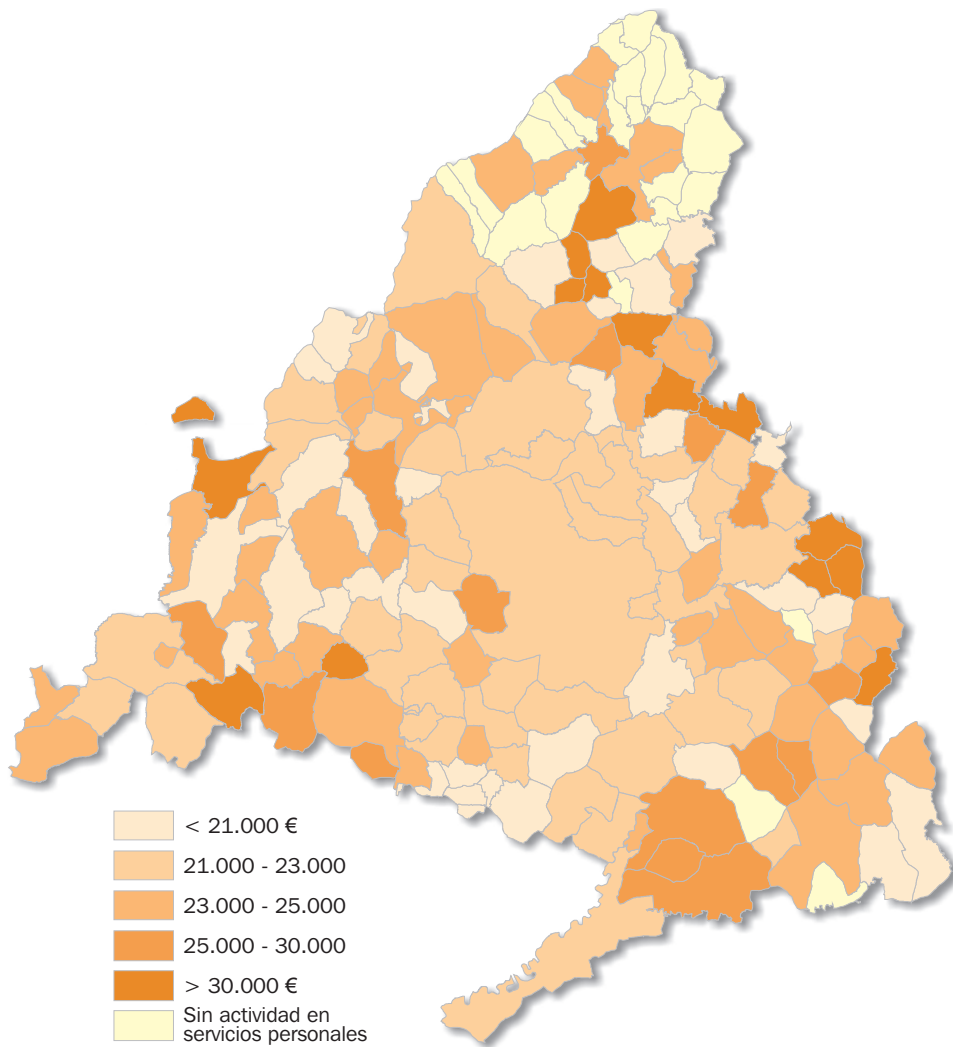 < 21.000 €
21.000 - 23.000
23.000 - 25.000
25.000 - 30.000
> 30.000 €
Sin actividad en
servicios personales